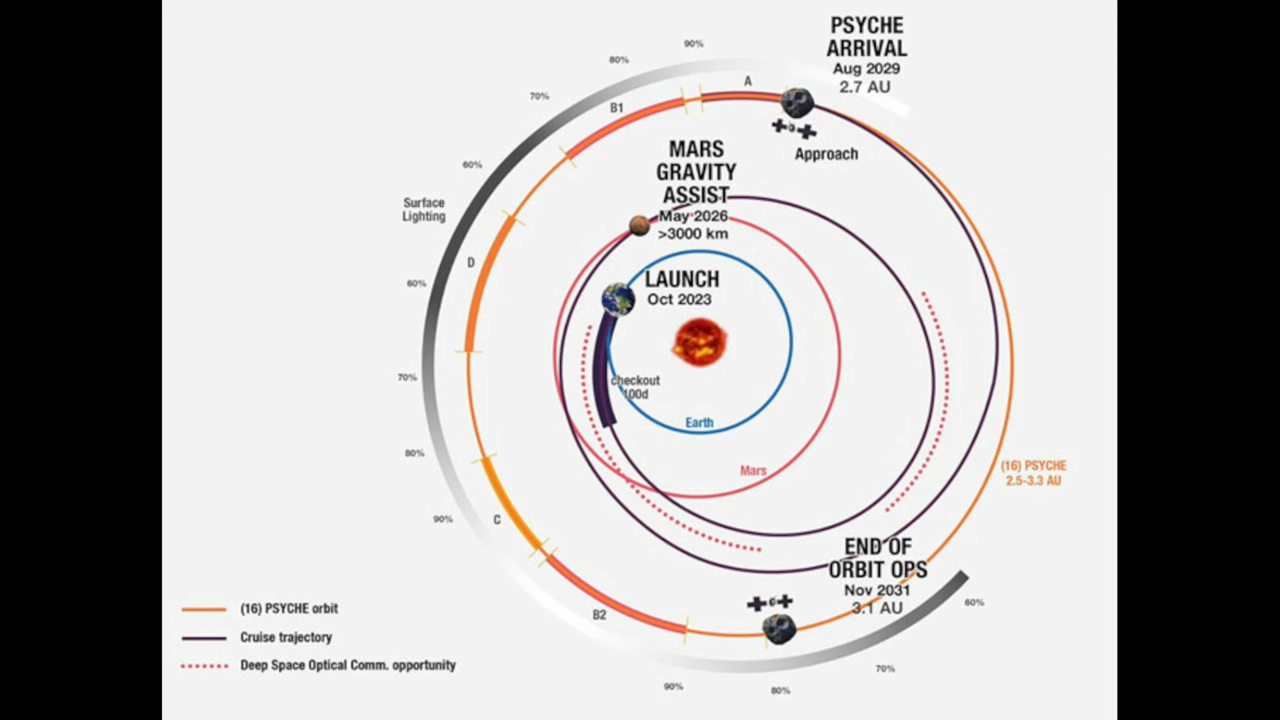 PSYCHE
ARRIVAL
Aug 2029
2.7 AU
90%
80%
A
70%
B1
MARS
GRAVITY
ASSIST
May 2026
>3000 km
Approach
60%
Surface
Lighting
D
LAUNCH
Oct 2023
60%
70%
checkout
100d
Earth
80%
Mars
(16) PSYCHE
2.5-3.3 AU
90%
C
END OF
ORBIT OPS
Nov 2031
3.1 AU
60%
B2
(16) PSYCHE orbit
Cruise trajectory
Deep Space Optical Comm. opportunity
70%
90%
80%